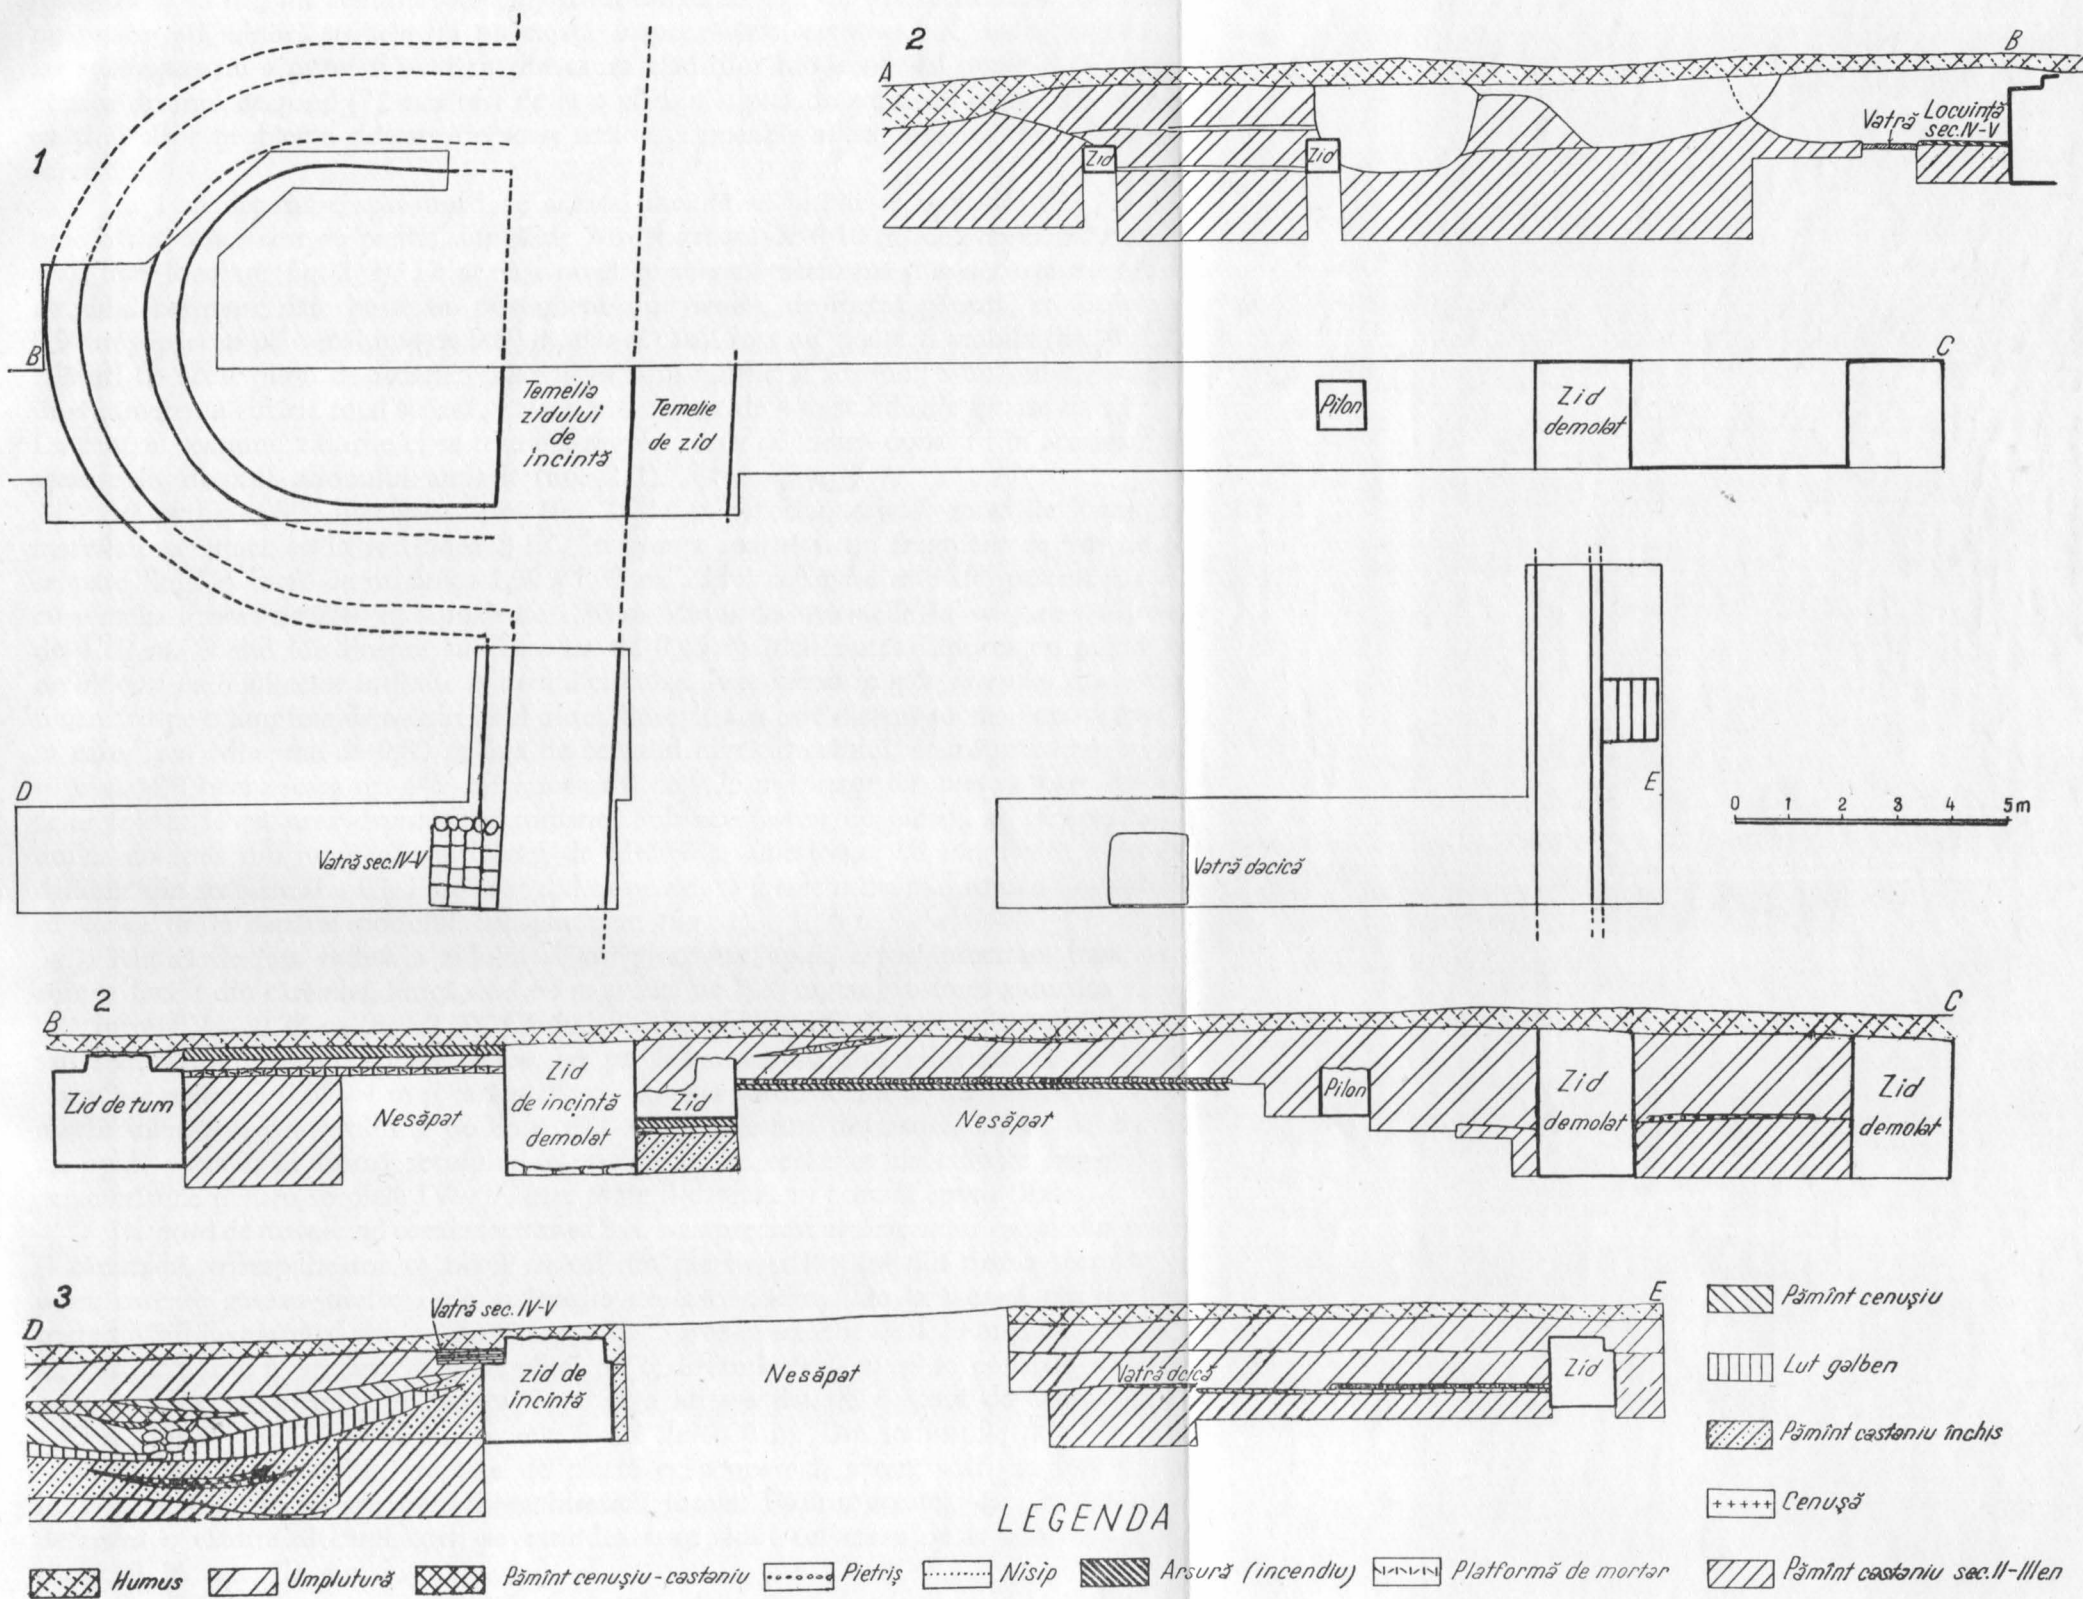 2
A
B
Zid
Zid
Vatră
Locuință
sec. IV-V
1
B
C
Temelia
zidului
de
incintă
Temelie
de zid
Pilon
Zid
demolat
D
Vatră sec. IV-V
Vatră dacică
E
0 1 2 3 4 5m
2
B
C
Zid de turn
Nesăpat
Zid
de incintă
demolat
Zid
Nesăpat
Pilon
Zid
demolat
Zid
demolat
3
D
Vatră sec. IV-V
zid de
incintă
Nesăpat
E
Vatră dacică
Zid
Pămînt cenușiu
Lut galben
Pămînt castaniu închis
Cenușă
Pămînt castaniu sec. II-III en
LEGENDA
Humus
Umplutură
Pămînt cenușiu-castaniu
Pietriș
Nisip
Arsură (incendiu)
Platformă de mortar